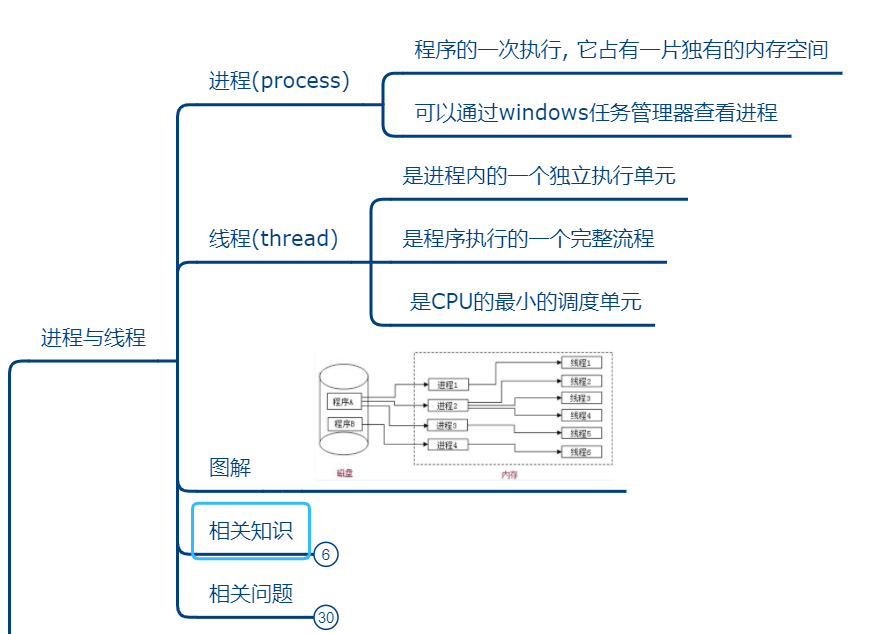 程序的一次执行, 它占有一片独有的内存空间
进程(process)
可以通过windows任务管理器查看进程
是进程内的一个独立执行单元
线程(thread)
是程序执行的一个完整流程
是CPU的最小的调度单元
进程与线程
线程1
进程1
线程2
程序A
线程3
进程2
线程4
程序B
进程3
线程5
进程4
线程6
图解
磁盘
内存
相关知识
6
相关问题
30